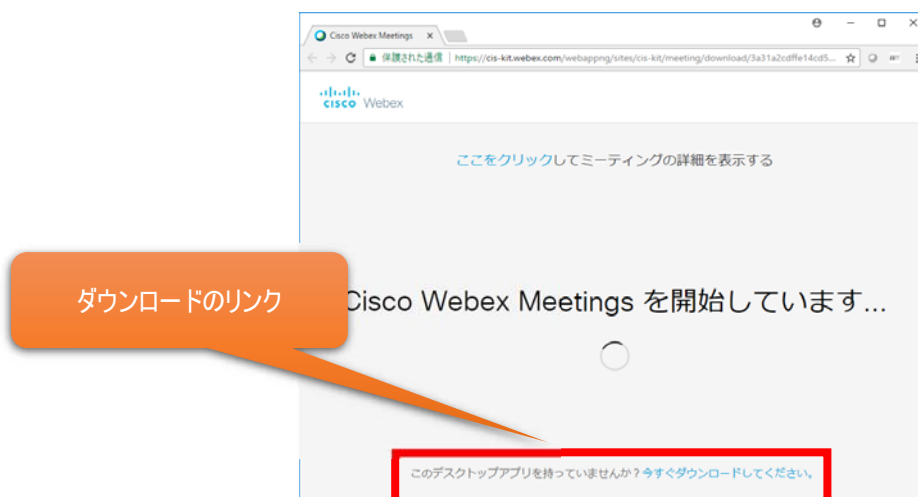 Cisco Webex Meetings
保護された通信 | https://cis-kit.webex.com/webappng/sites/cis-kit/meeting/download/3a31a2cdffe14cd5...
CISCO Webex
ここをクリックしてミーティングの詳細を表示する
ダウンロードのリンク
Cisco Webex Meetings を開始しています...
このデスクトップアプリを持っていませんか?今すぐダウンロードしてください。